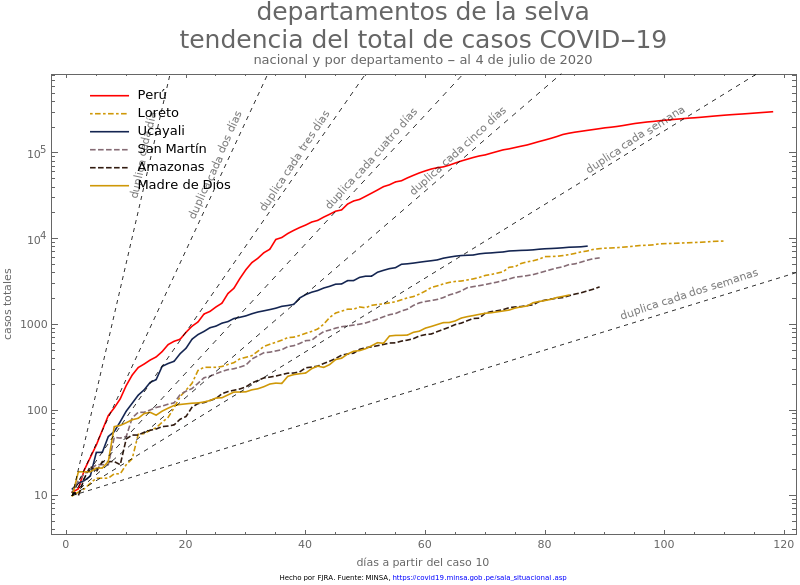 departamentos de la selva
tendencia del total de casos COVID−19
nacional y por departamento − al 4 de julio de 2020
Perú
Loreto
Ucayali
San Martín
Amazonas
Madre de Dios
duplica cada día
duplica cada dos días
duplica cada tres días
duplica cada cuatro días
duplica cada cinco días
duplica cada semana
duplica cada dos semanas
casos totales
10⁵
10⁴
1000
100
10
0 20 40 60 80 100 120
días a partir del caso 10
Hecho por FJRA. Fuente: MINSA, https://covid19.minsa.gob.pe/sala_situacional.asp